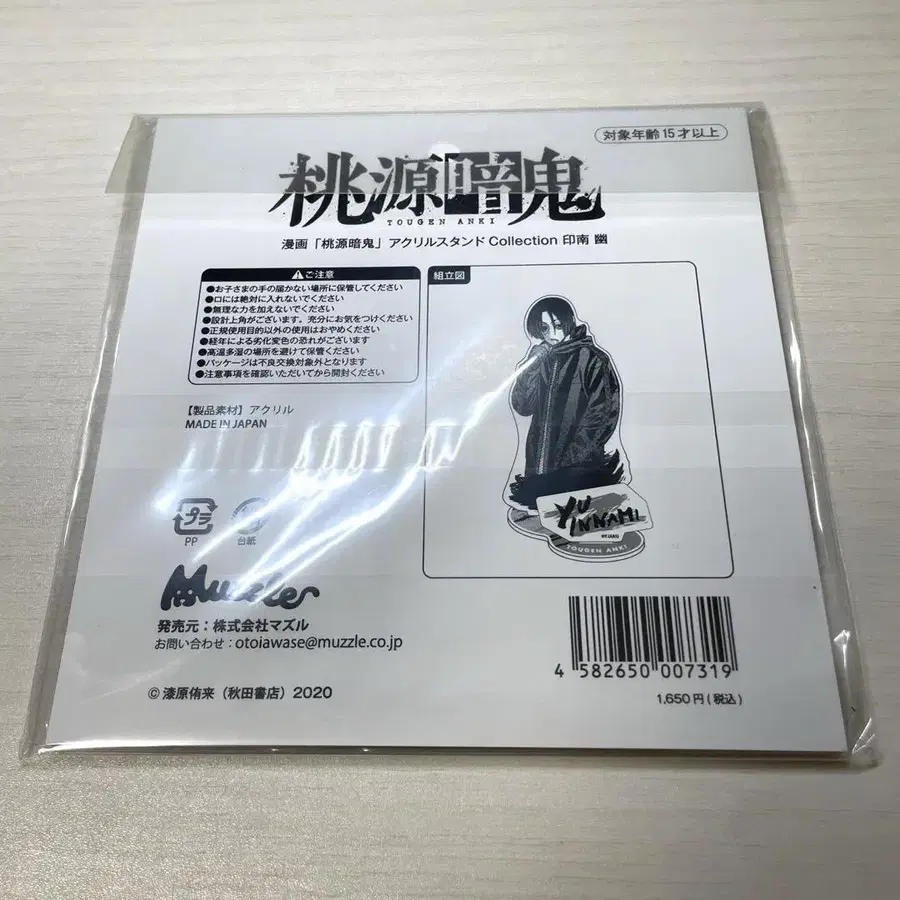 対象年齢15才以上
桃源暗鬼
TOUGEN ANKI
漫画「桃源暗鬼」アクリルスタンド Collection 印南 幽
ご注意
●お子さまの手の届かない場所に保管してください
●口には絶対に入れないでください
●無理な力を加えないでください
●設計上角がございます。充分にお気をつけください
●正規使用目的以外の使用はおやめください
●経年による劣化変色の恐れがございます
●高温多湿の場所を避けて保管ください
●パッケージは不良交換対象外となります
●注意事項を確認いただいてから開封ください
【製品素材】アクリル
MADE IN JAPAN
プラ
PP
台紙
Muzzle
発売元：株式会社マズル
お問い合わせ：otoiawase@muzzle.co.jp
©漆原侑来（秋田書店）2020
組立図
YU
INNAMI
TOUGEN ANKI
4 582650 007319
1,650円(税込)